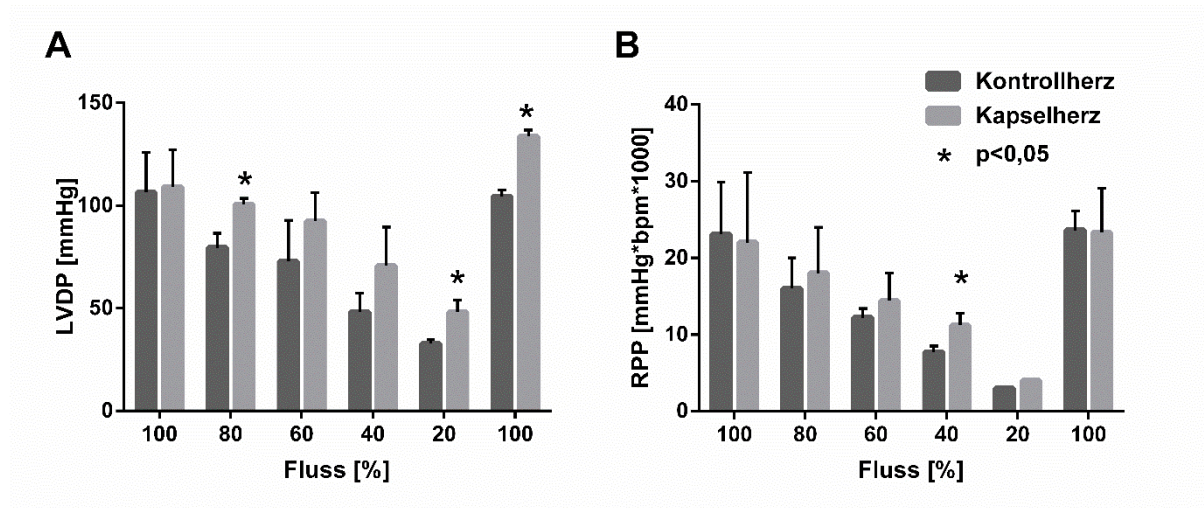 A
LVDP [mmHg]
150
100
50
0
*
*
*
100 80 60 40 20 100
Fluss [%]
B
RPP [mmHg*bpm*1000]
40
30
20
10
0
*
100 80 60 40 20 100
Fluss [%]
Kontrollherz
Kapselherz
* p<0,05